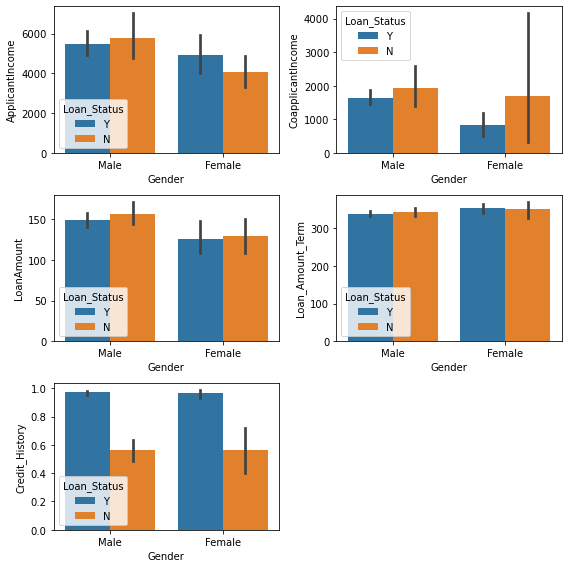 ApplicantIncome
6000
4000
2000
0
Loan_Status
Y
N
Male
Female
Gender
CoapplicantIncome
4000
3000
2000
1000
0
Loan_Status
Y
N
Male
Female
Gender
LoanAmount
150
100
50
0
Loan_Status
Y
N
Male
Female
Gender
Loan_Amount_Term
300
200
100
0
Loan_Status
Y
N
Male
Female
Gender
Credit_History
1.0
0.8
0.6
0.4
0.2
0.0
Loan_Status
Y
N
Male
Female
Gender